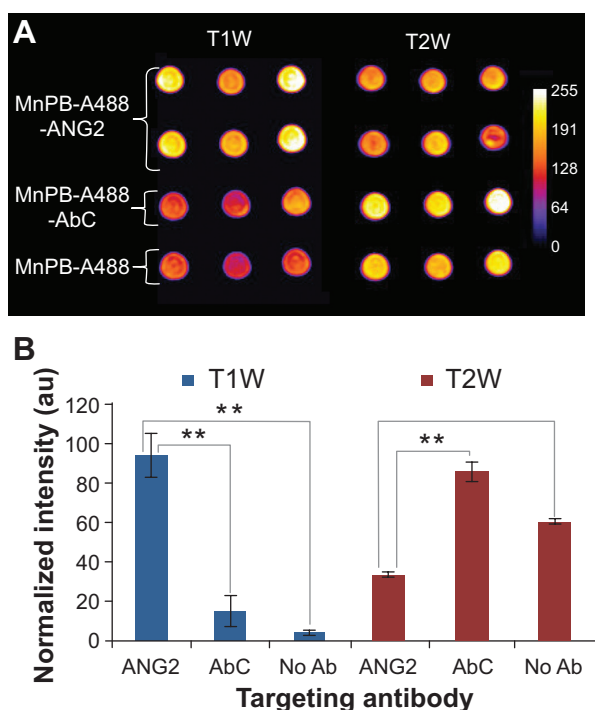 A
T1W T2W
MnPB-A488
-ANG2
MnPB-A488
-AbC
MnPB-A488
255
191
128
64
0
B
T1W T2W
Normalized intensity (au)
120
100
80
60
40
20
0
**
**
**
ANG2 AbC No Ab ANG2 AbC No Ab
Targeting antibody